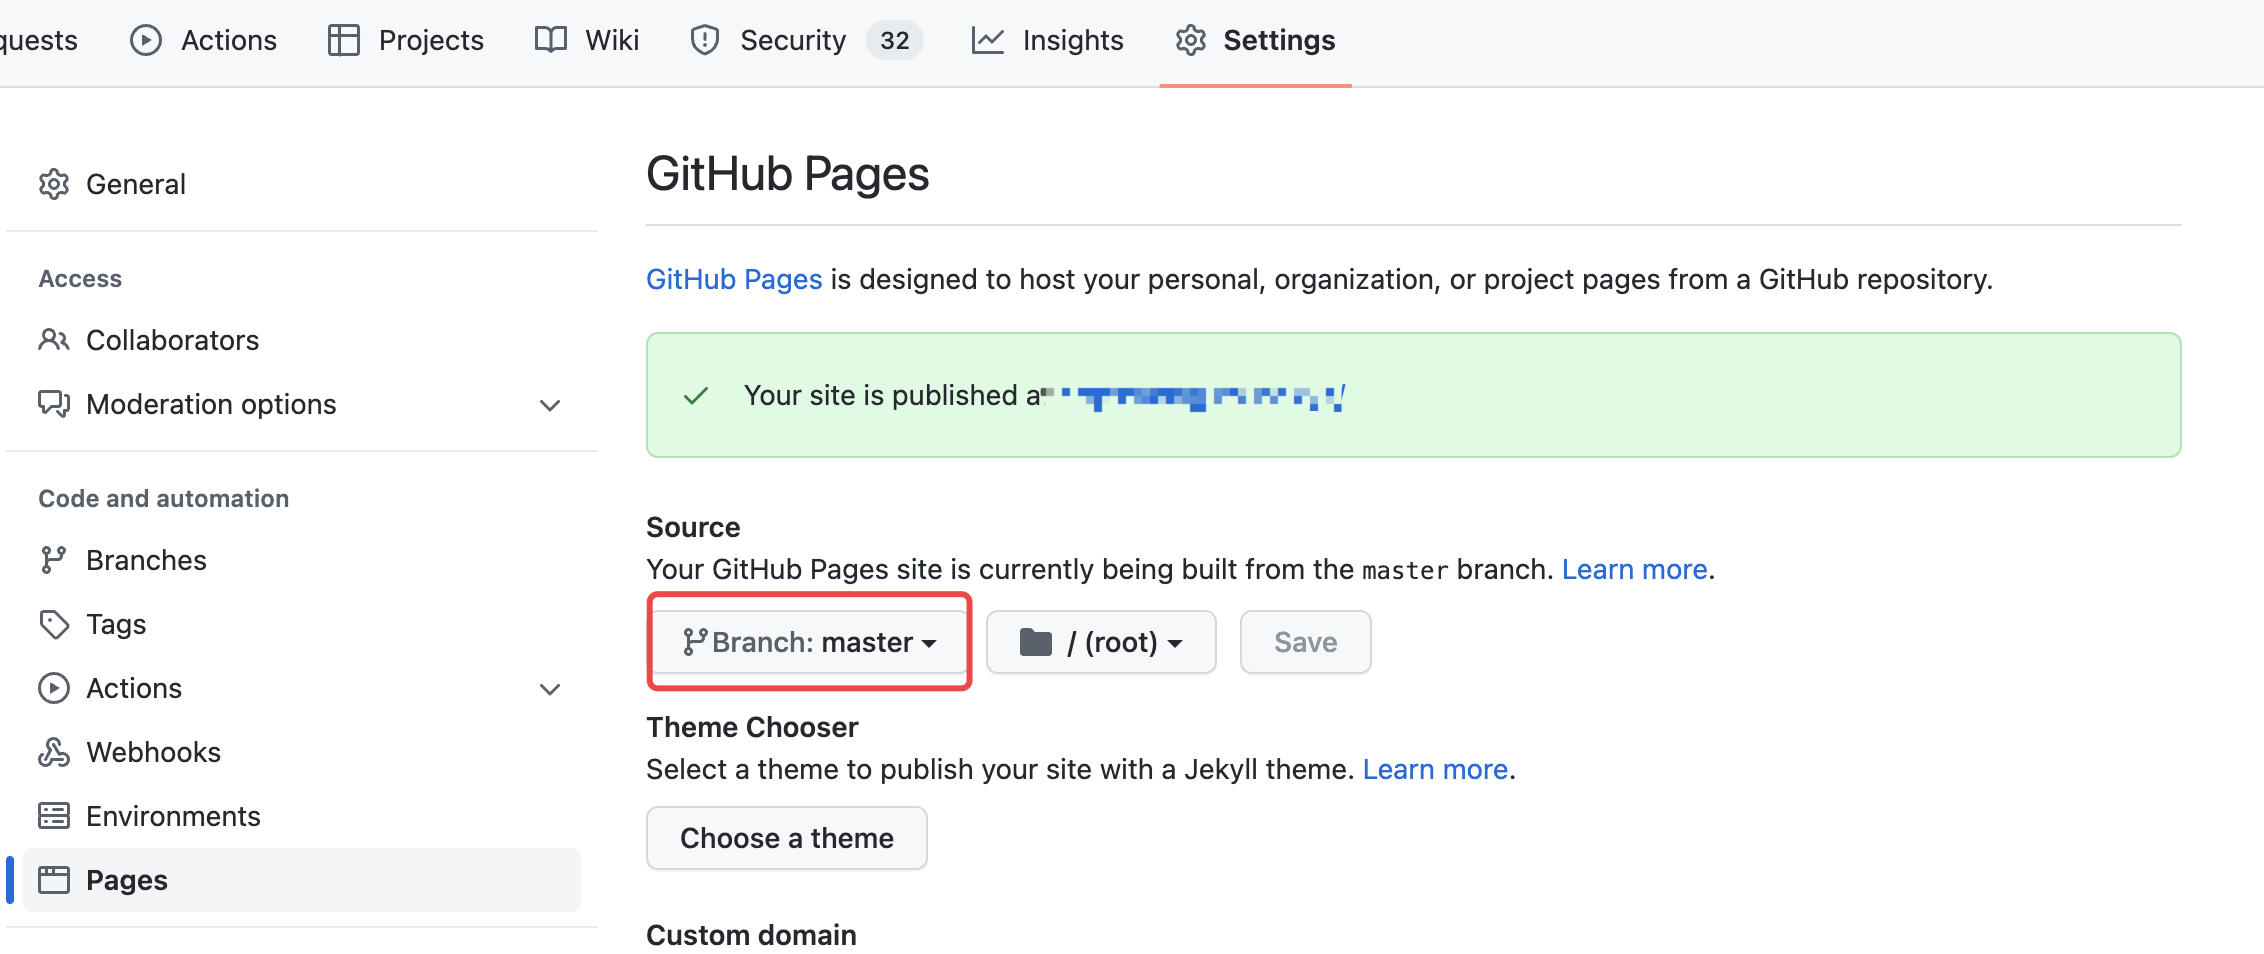 quests Actions Projects Wiki Security 32 Insights Settings
General
Access
Collaborators
Moderation options
Code and automation
Branches
Tags
Actions
Webhooks
Environments
Pages
GitHub Pages
GitHub Pages is designed to host your personal, organization, or project pages from a GitHub repository.
Your site is published a
Source
Your GitHub Pages site is currently being built from the master branch. Learn more.
Branch: master / (root) Save
Theme Chooser
Select a theme to publish your site with a Jekyll theme. Learn more.
Choose a theme
Custom domain